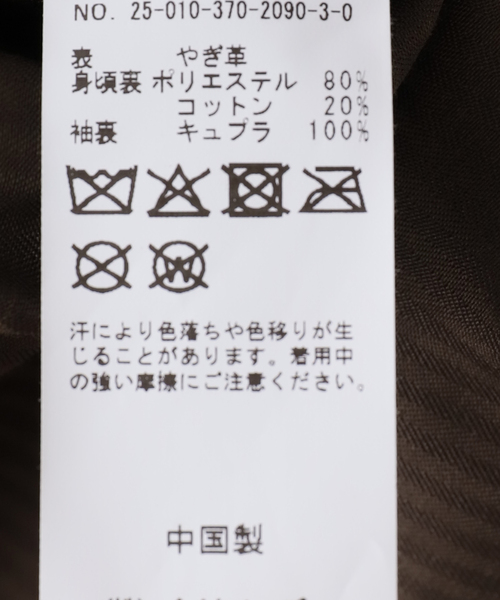 NO. 25-010-370-2090-3-0
表 やぎ革
身頃裏 ポリエステル 80%
コットン 20%
袖裏 キュプラ 100%
汗により色落ちや色移りが生
じることがあります。着用中
の強い摩擦にご注意ください。
中国製